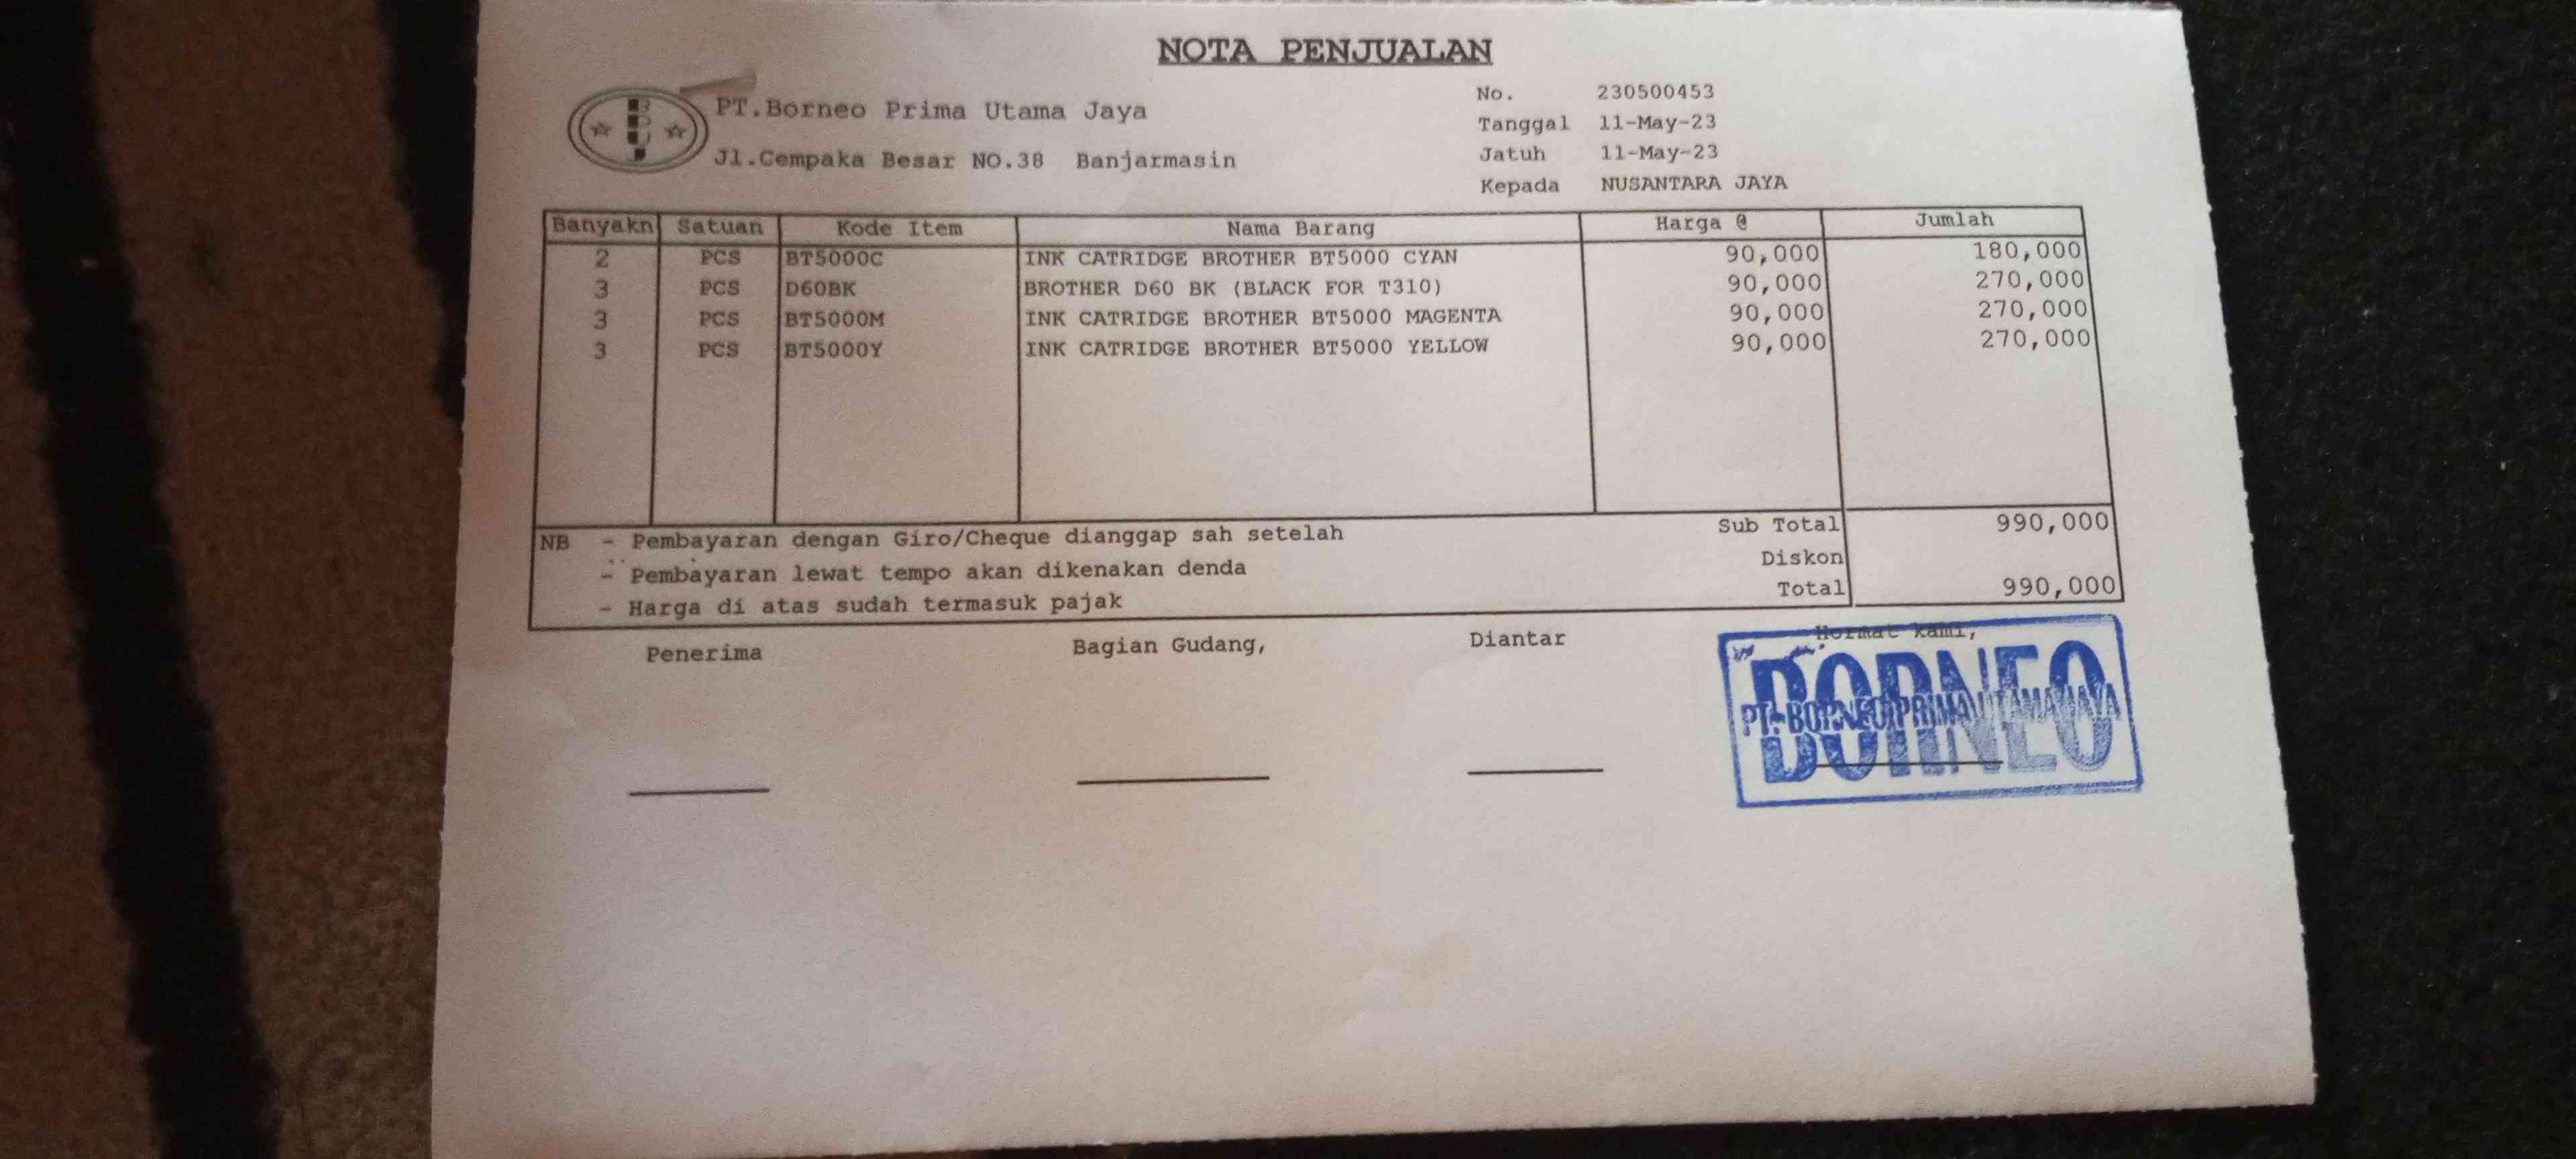 NOTA PENJUALAN
BPUJ
PT.Borneo Prima Utama Jaya
Jl.Cempaka Besar NO.38 Banjarmasin
No. 230500453
Tanggal 11-May-23
Jatuh 11-May-23
Kepada NUSANTARA JAYA
Banyakn Satuan Kode Item Nama Barang Harga @ Jumlah
2 PCS BT5000C INK CATRIDGE BROTHER BT5000 CYAN 90,000 180,000
3 PCS D60BK BROTHER D60 BK (BLACK FOR T310) 90,000 270,000
3 PCS BT5000M INK CATRIDGE BROTHER BT5000 MAGENTA 90,000 270,000
3 PCS BT5000Y INK CATRIDGE BROTHER BT5000 YELLOW 90,000 270,000
NB - Pembayaran dengan Giro/Cheque dianggap sah setelah
- Pembayaran lewat tempo akan dikenakan denda
- Harga di atas sudah termasuk pajak
Sub Total 990,000
Diskon
Total 990,000
Penerima Bagian Gudang, Diantar Hormat kami,
BORNEO
PT. BORNEO PRIMA UTAMA JAYA